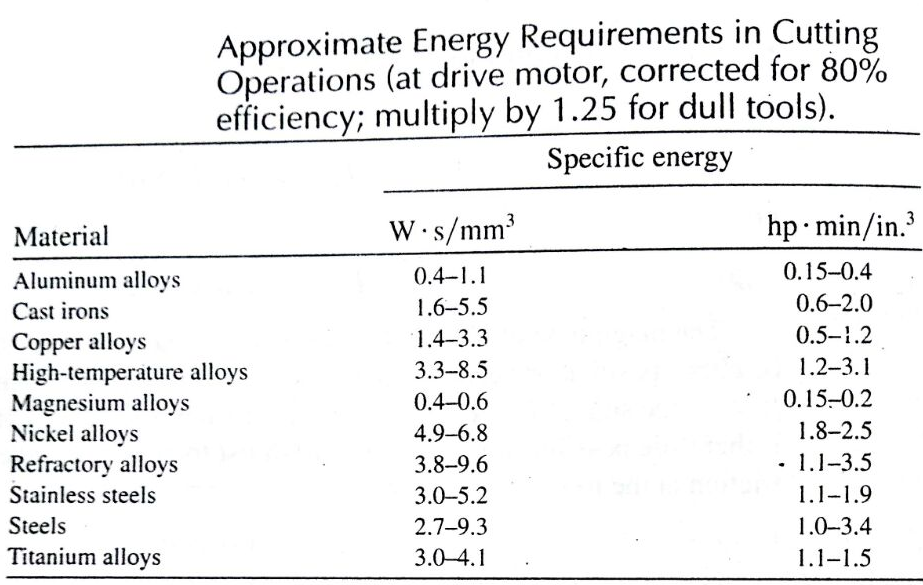 Approximate Energy Requirements in Cutting
Operations (at drive motor, corrected for 80%
efficiency; multiply by 1.25 for dull tools).
Specific energy
Material W·s/mm³ hp·min/in.³
Aluminum alloys 0.4–1.1 0.15–0.4
Cast irons 1.6–5.5 0.6–2.0
Copper alloys 1.4–3.3 0.5–1.2
High-temperature alloys 3.3–8.5 1.2–3.1
Magnesium alloys 0.4–0.6 0.15–0.2
Nickel alloys 4.9–6.8 1.8–2.5
Refractory alloys 3.8–9.6 1.1–3.5
Stainless steels 3.0–5.2 1.1–1.9
Steels 2.7–9.3 1.0–3.4
Titanium alloys 3.0–4.1 1.1–1.5